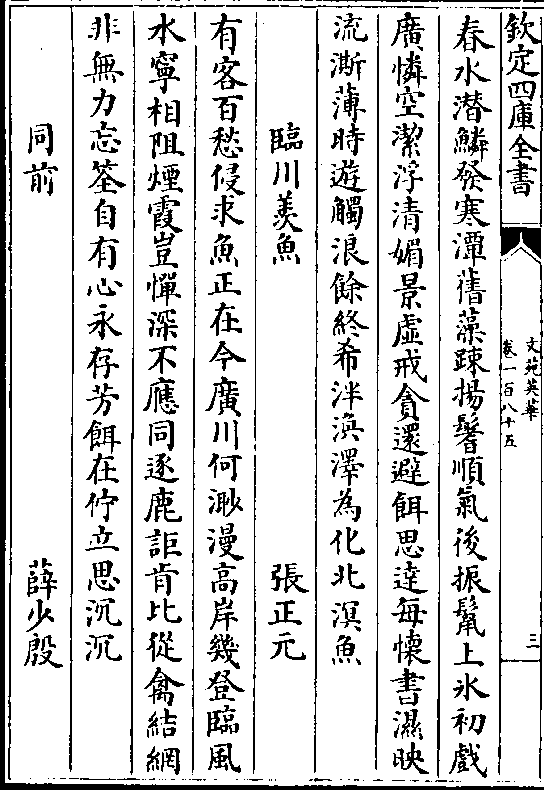 欽定四庫全書
文苑英華
卷一百八十五
三
春水潛鱗發寒潭舊藻踈揚鬐順氣後振鬛上氷初戲
廣憐空潔浮清媚景虛戒貪還避餌思達每懷書濕映
流澌薄時遊觸浪餘終希泮渙澤為化北溟魚
臨川羡魚 張正元
有客百愁侵求魚正在今廣川何渺漫高岸幾登臨風
水寧相阻煙霞豈憚深不應同逐鹿詎肯比從禽結網
非無力忘筌自有心永存芳餌在佇立思沉沉
同前 薛少殷